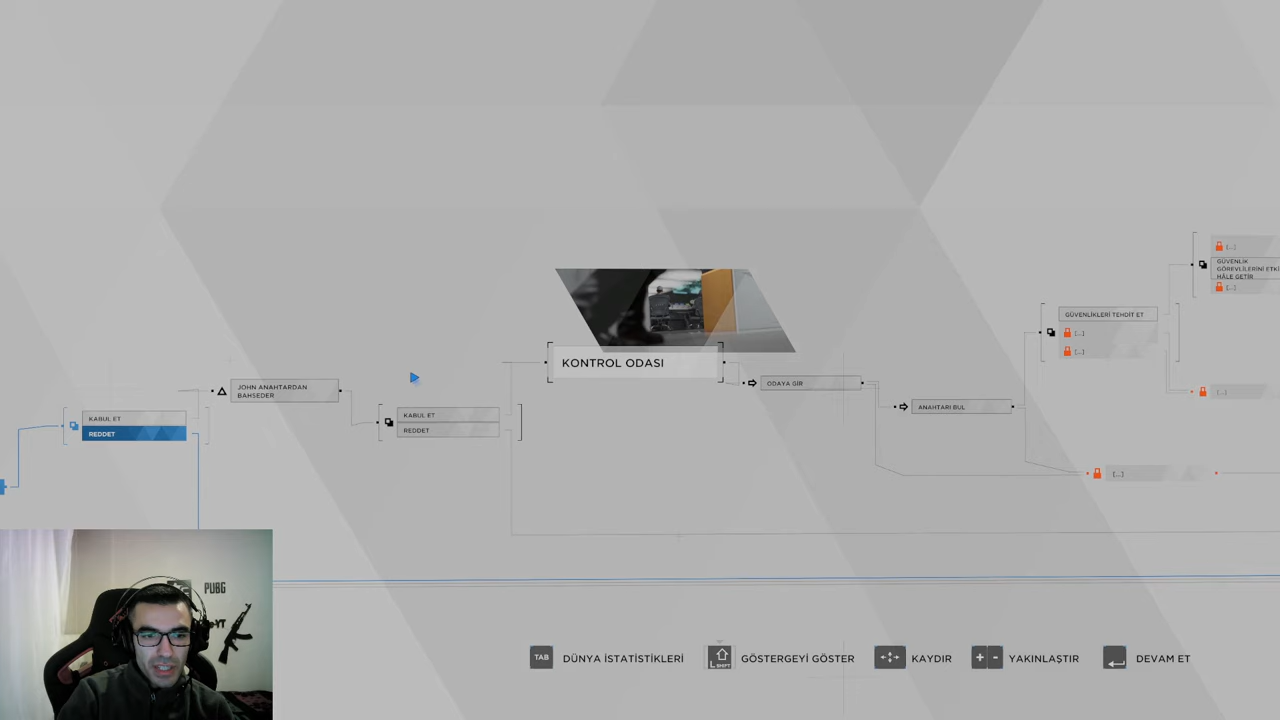 [...]
GÜVENLİK
GÖREVLİLERİNİ ETKİ
HÂLE GETİR
[...]
GÜVENLİKLERİ TEHDİT ET
[...]
[...]
KONTROL ODASI
ODAYA GİR
JOHN ANAHTARDAN
BAHSEDER
[...]
ANAHTARI BUL
KABUL ET
REDDET
KABUL ET
REDDET
[...]
PUBG
-YT
TAB DÜNYA İSTATİSTİKLERİ
L SHIFT GÖSTERGEYİ GÖSTER
KAYDIR
+ - YAKINLAŞTIR
DEVAM ET